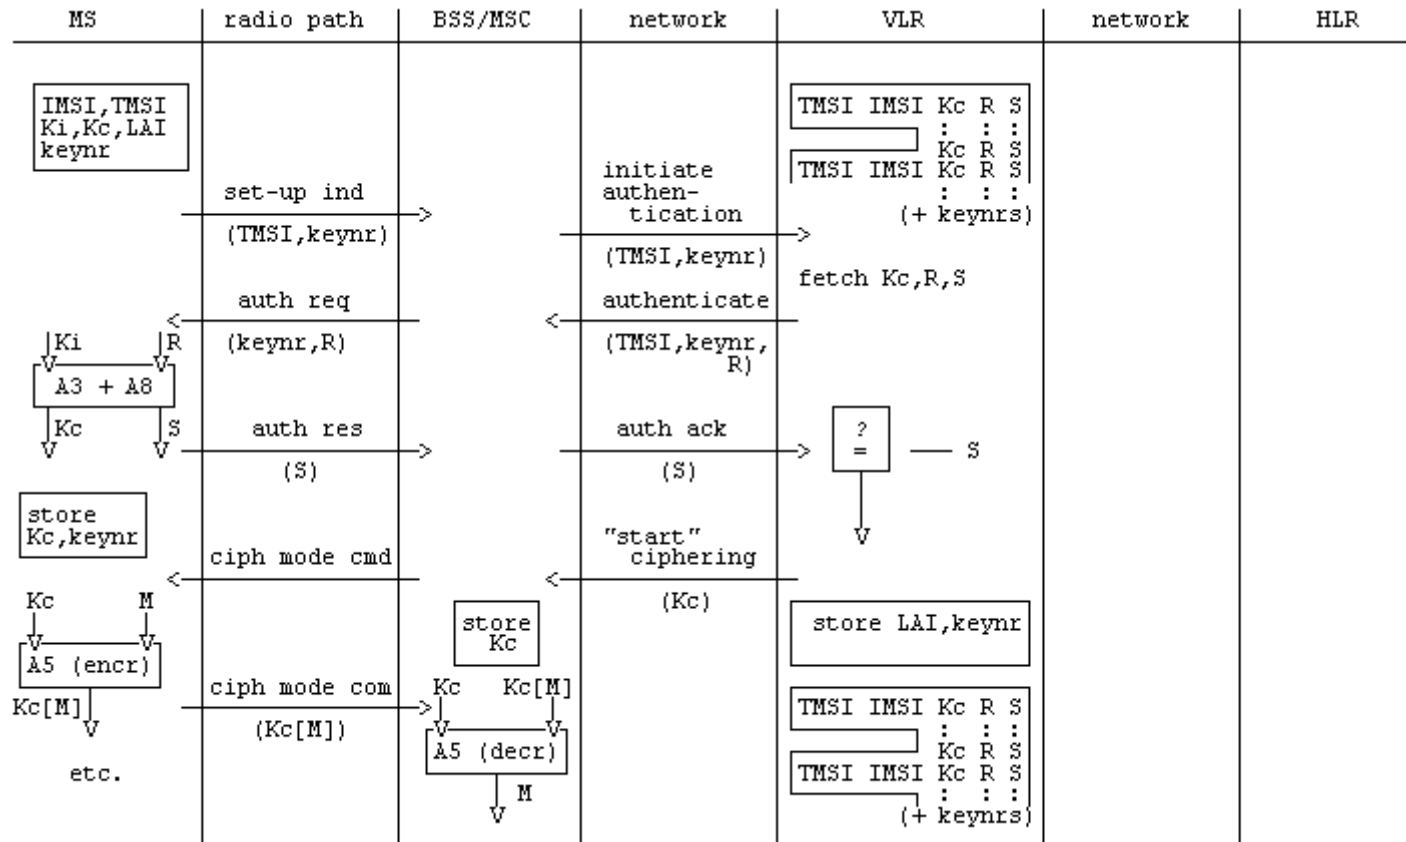 MS radio path BSS/MSC network VLR network HLR
IMSI,TMSI TMSI IMSI Kc R S
Ki,Kc,LAI : : :
keynr Kc R S
initiate TMSI IMSI Kc R S
set-up ind authen- : : :
tication (+ keynrs)
(TMSI,keynr) (TMSI,keynr)
fetch Kc,R,S
auth req authenticate
Ki R (keynr,R) (TMSI,keynr,
R)
A3 + A8
Kc S auth res auth ack ? S
=
(S) (S)
store "start"
Kc,keynr ciph mode cmd ciphering
Kc M (Kc)
store store LAI,keynr
Kc
A5 (encr)
ciph mode com Kc Kc[M]
Kc[M] (Kc[M]) TMSI IMSI Kc R S
: : :
A5 (decr) Kc R S
etc. TMSI IMSI Kc R S
M : : :
(+ keynrs)